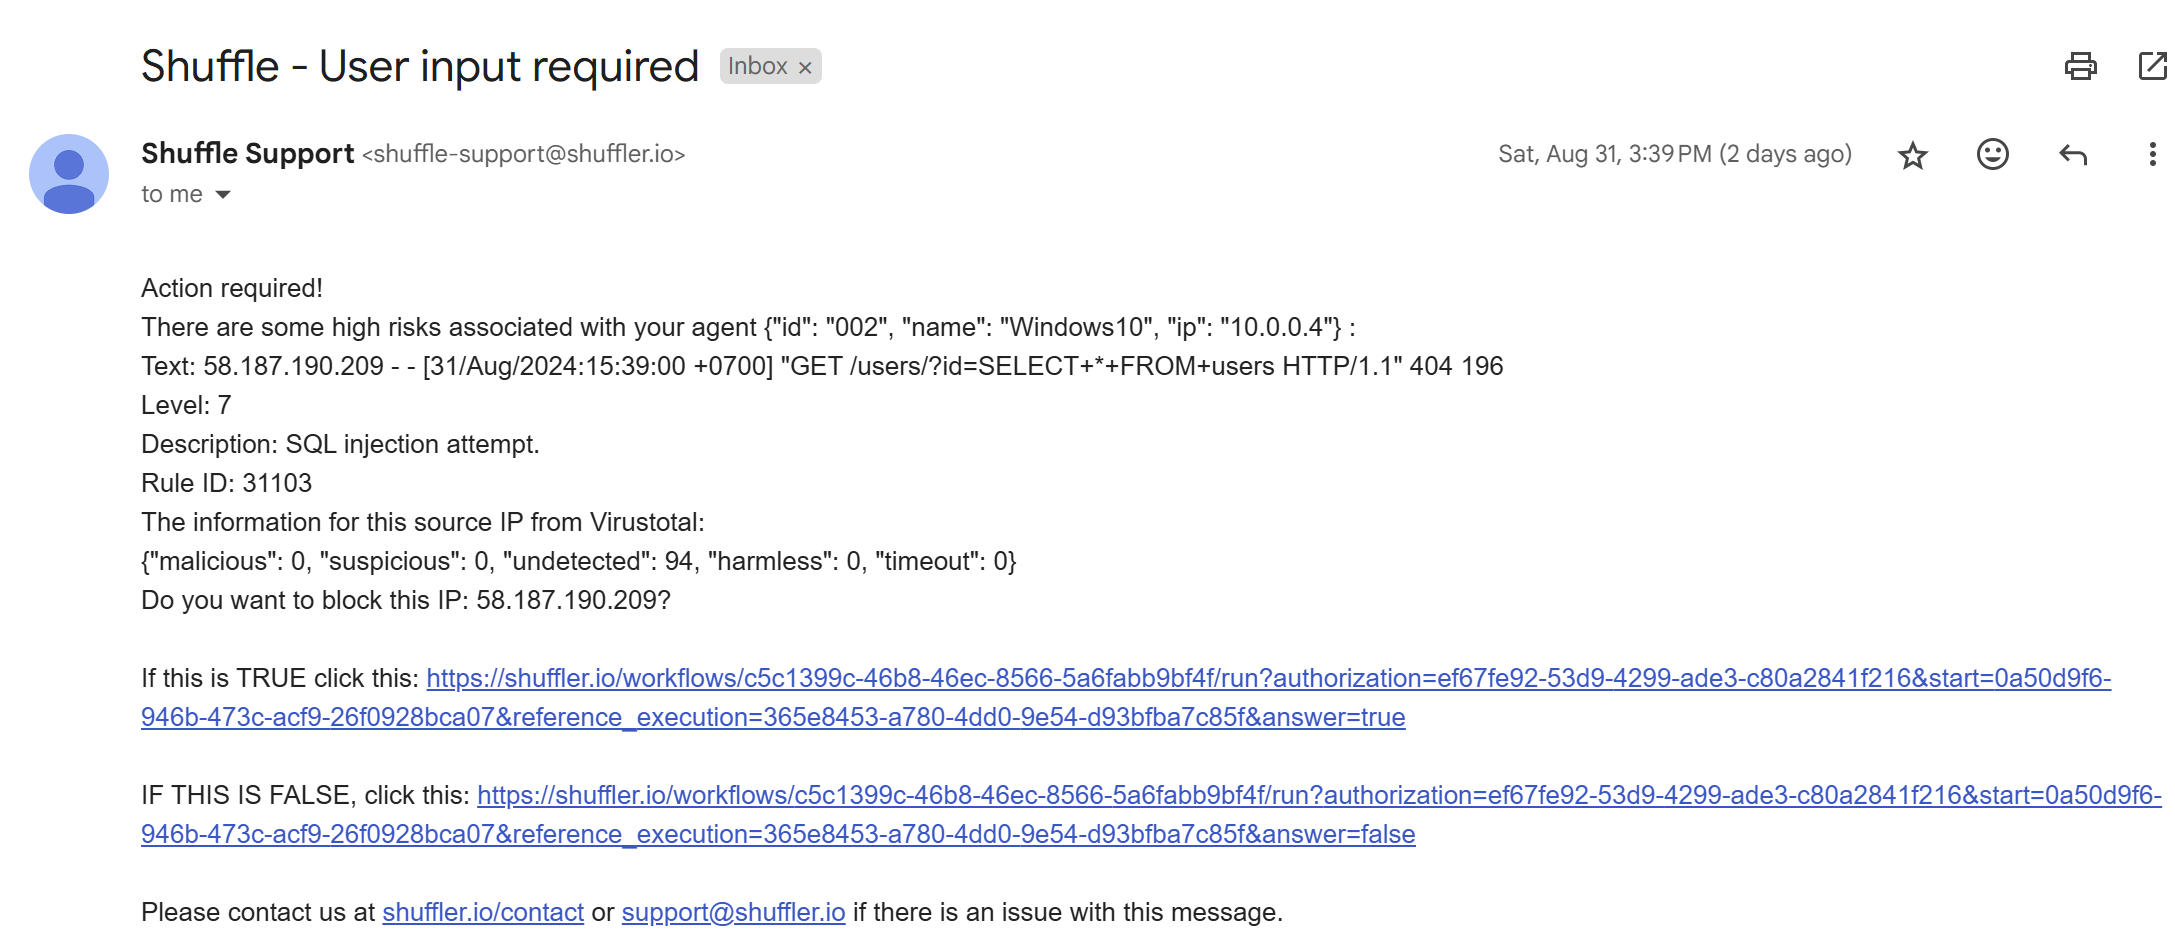 Shuffle - User input required Inbox ×
Shuffle Support <shuffle-support@shuffler.io> Sat, Aug 31, 3:39 PM (2 days ago)
to me
Action required!
There are some high risks associated with your agent {"id": "002", "name": "Windows10", "ip": "10.0.0.4"} :
Text: 58.187.190.209 - - [31/Aug/2024:15:39:00 +0700] "GET /users/?id=SELECT+*+FROM+users HTTP/1.1" 404 196
Level: 7
Description: SQL injection attempt.
Rule ID: 31103
The information for this source IP from Virustotal:
{"malicious": 0, "suspicious": 0, "undetected": 94, "harmless": 0, "timeout": 0}
Do you want to block this IP: 58.187.190.209?
If this is TRUE click this: https://shuffler.io/workflows/c5c1399c-46b8-46ec-8566-5a6fabb9bf4f/run?authorization=ef67fe92-53d9-4299-ade3-c80a2841f216&start=0a50d9f6-
946b-473c-acf9-26f0928bca07&reference_execution=365e8453-a780-4dd0-9e54-d93bfba7c85f&answer=true
IF THIS IS FALSE, click this: https://shuffler.io/workflows/c5c1399c-46b8-46ec-8566-5a6fabb9bf4f/run?authorization=ef67fe92-53d9-4299-ade3-c80a2841f216&start=0a50d9f6-
946b-473c-acf9-26f0928bca07&reference_execution=365e8453-a780-4dd0-9e54-d93bfba7c85f&answer=false
Please contact us at shuffler.io/contact or support@shuffler.io if there is an issue with this message.